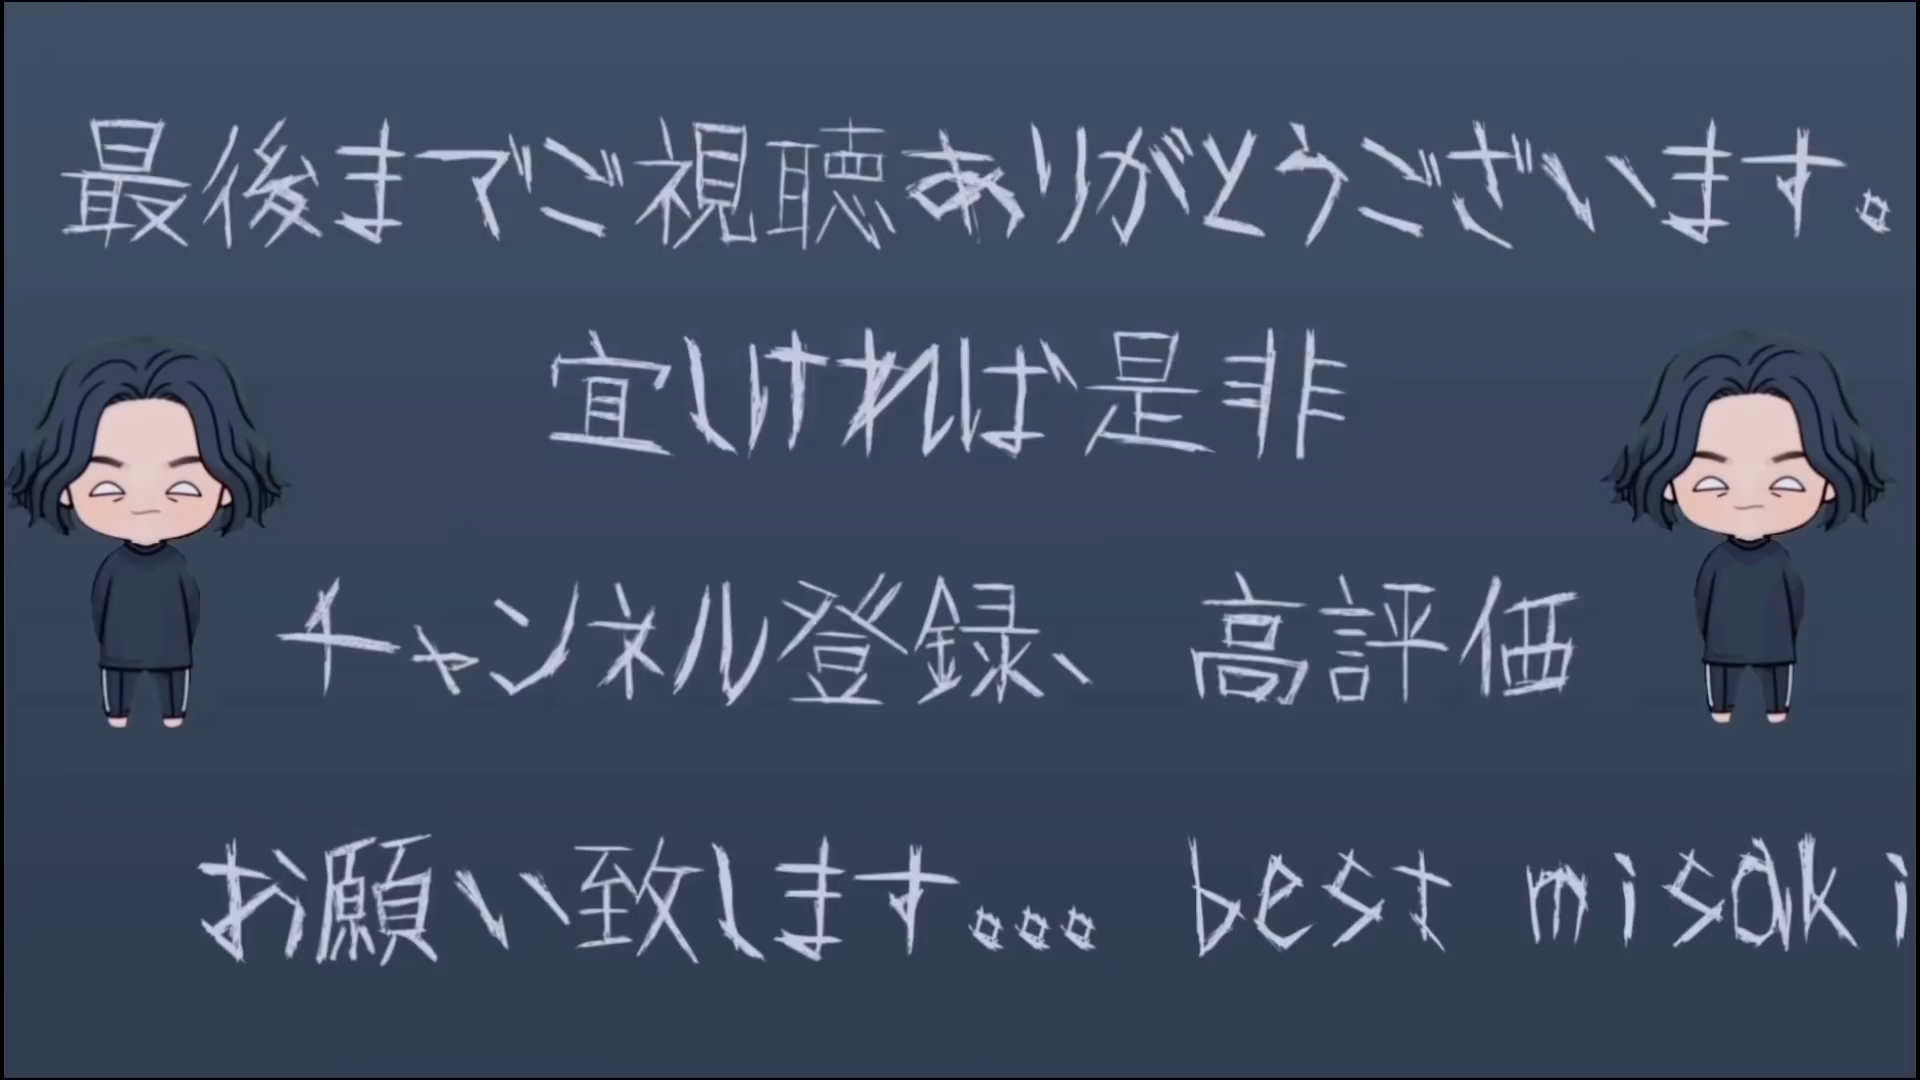 最後までご視聴ありがとうございます。
宜しければ是非
チャンネル登録、高評価
お願い致します。。。 best misaki